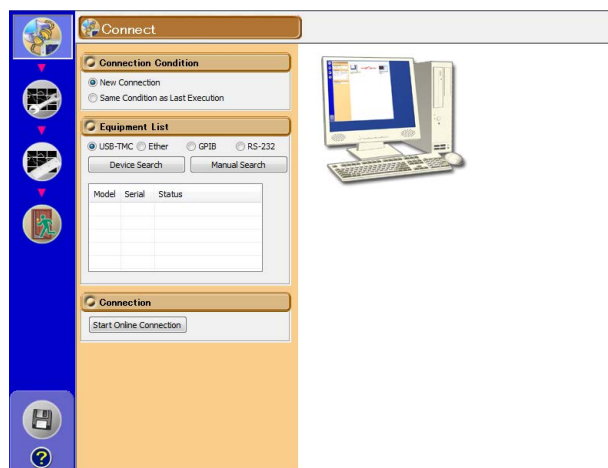 Connect
Connection Condition
New Connection
Same Condition as Last Execution
Equipment List
USB-TMC Ether GPIB RS-232
Device Search Manual Search
Model Serial Status
Connection
Start Online Connection
?